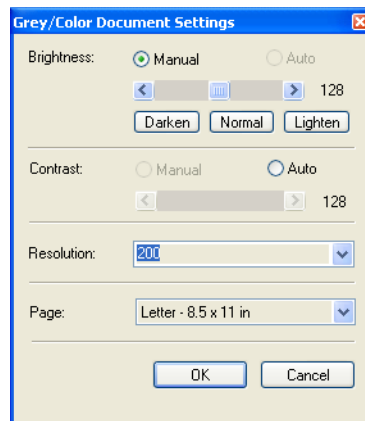 Grey/Color Document Settings
Brightness: Manual Auto
128
Darken Normal Lighten
Contrast: Manual Auto
128
Resolution: 200
Page: Letter - 8.5 x 11 in
OK Cancel